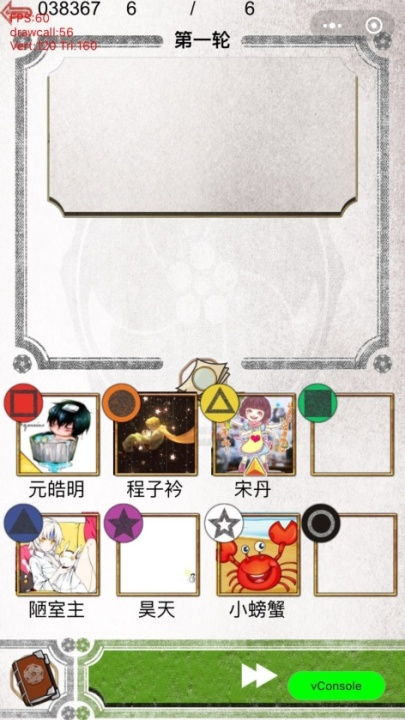 038367 6 / 6
FPS:60
drawcall:56
Vert:120 Tri:160
第一轮
元皓明
程子衿
宋丹
陋室主
昊天
小螃蟹
vConsole